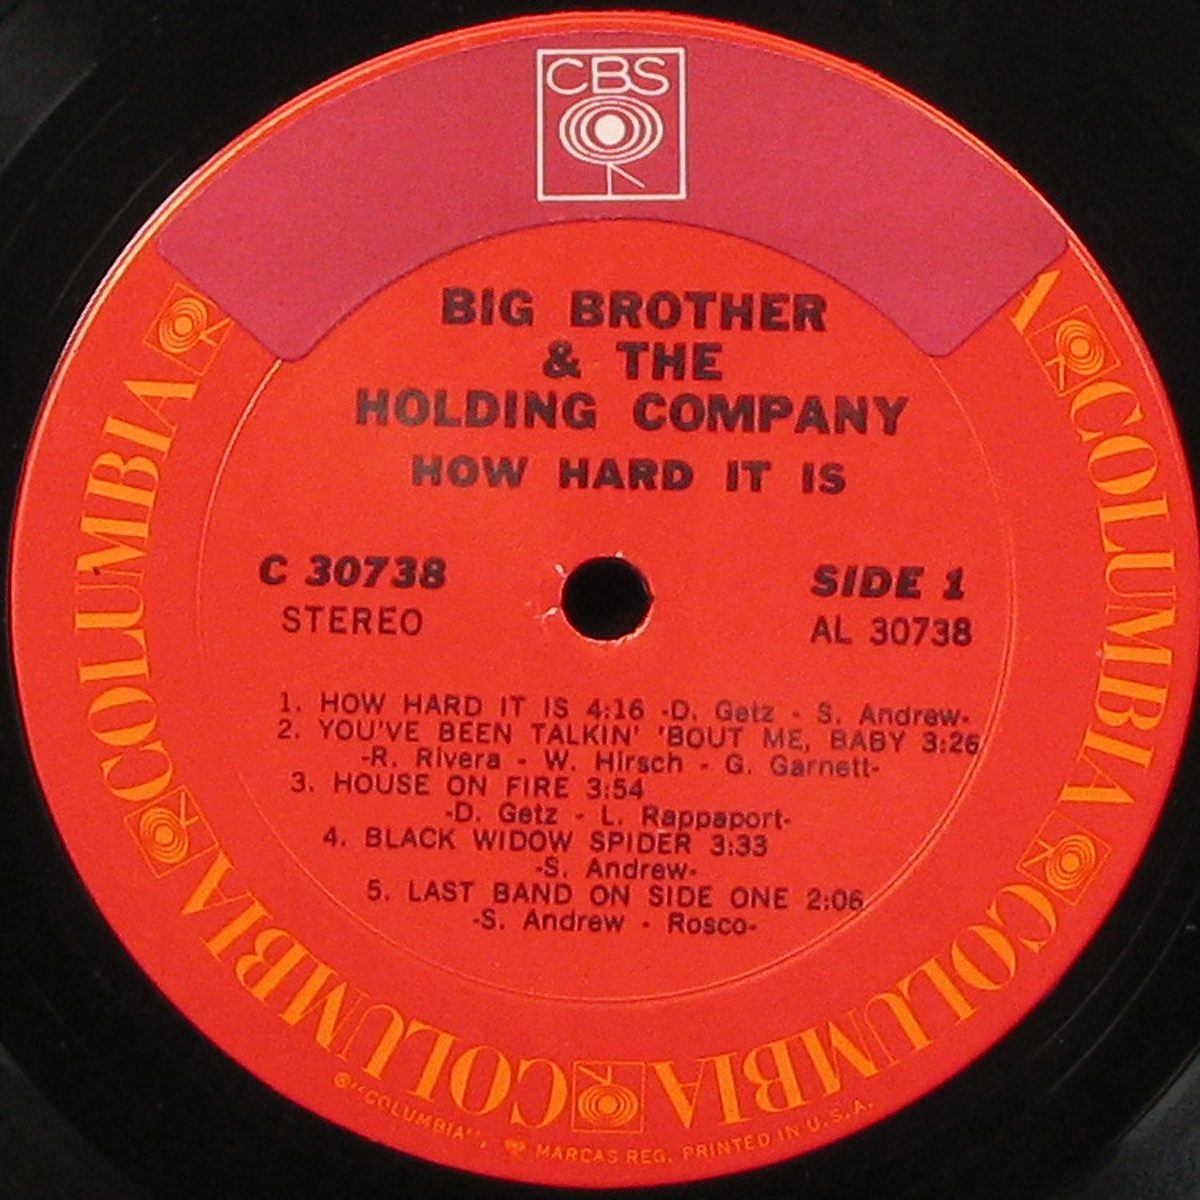 CBS
BIG BROTHER
& THE
HOLDING COMPANY
HOW HARD IT IS
C 30738
STEREO
SIDE 1
AL 30738
1. HOW HARD IT IS 4:16 -D. Getz - S. Andrew-
2. YOU'VE BEEN TALKIN' 'BOUT ME, BABY 3:26
-R. Rivera - W. Hirsch - G. Garnett-
3. HOUSE ON FIRE 3:54
-D. Getz - L. Rappaport-
4. BLACK WIDOW SPIDER 3:33
-S. Andrew-
5. LAST BAND ON SIDE ONE 2:06
-S. Andrew - Rosco-
COLUMBIA
COLUMBIA
COLUMBIA
COLUMBIA
A COLUMBIA
®"COLUMBIA", MARCAS REG. PRINTED IN U.S.A.